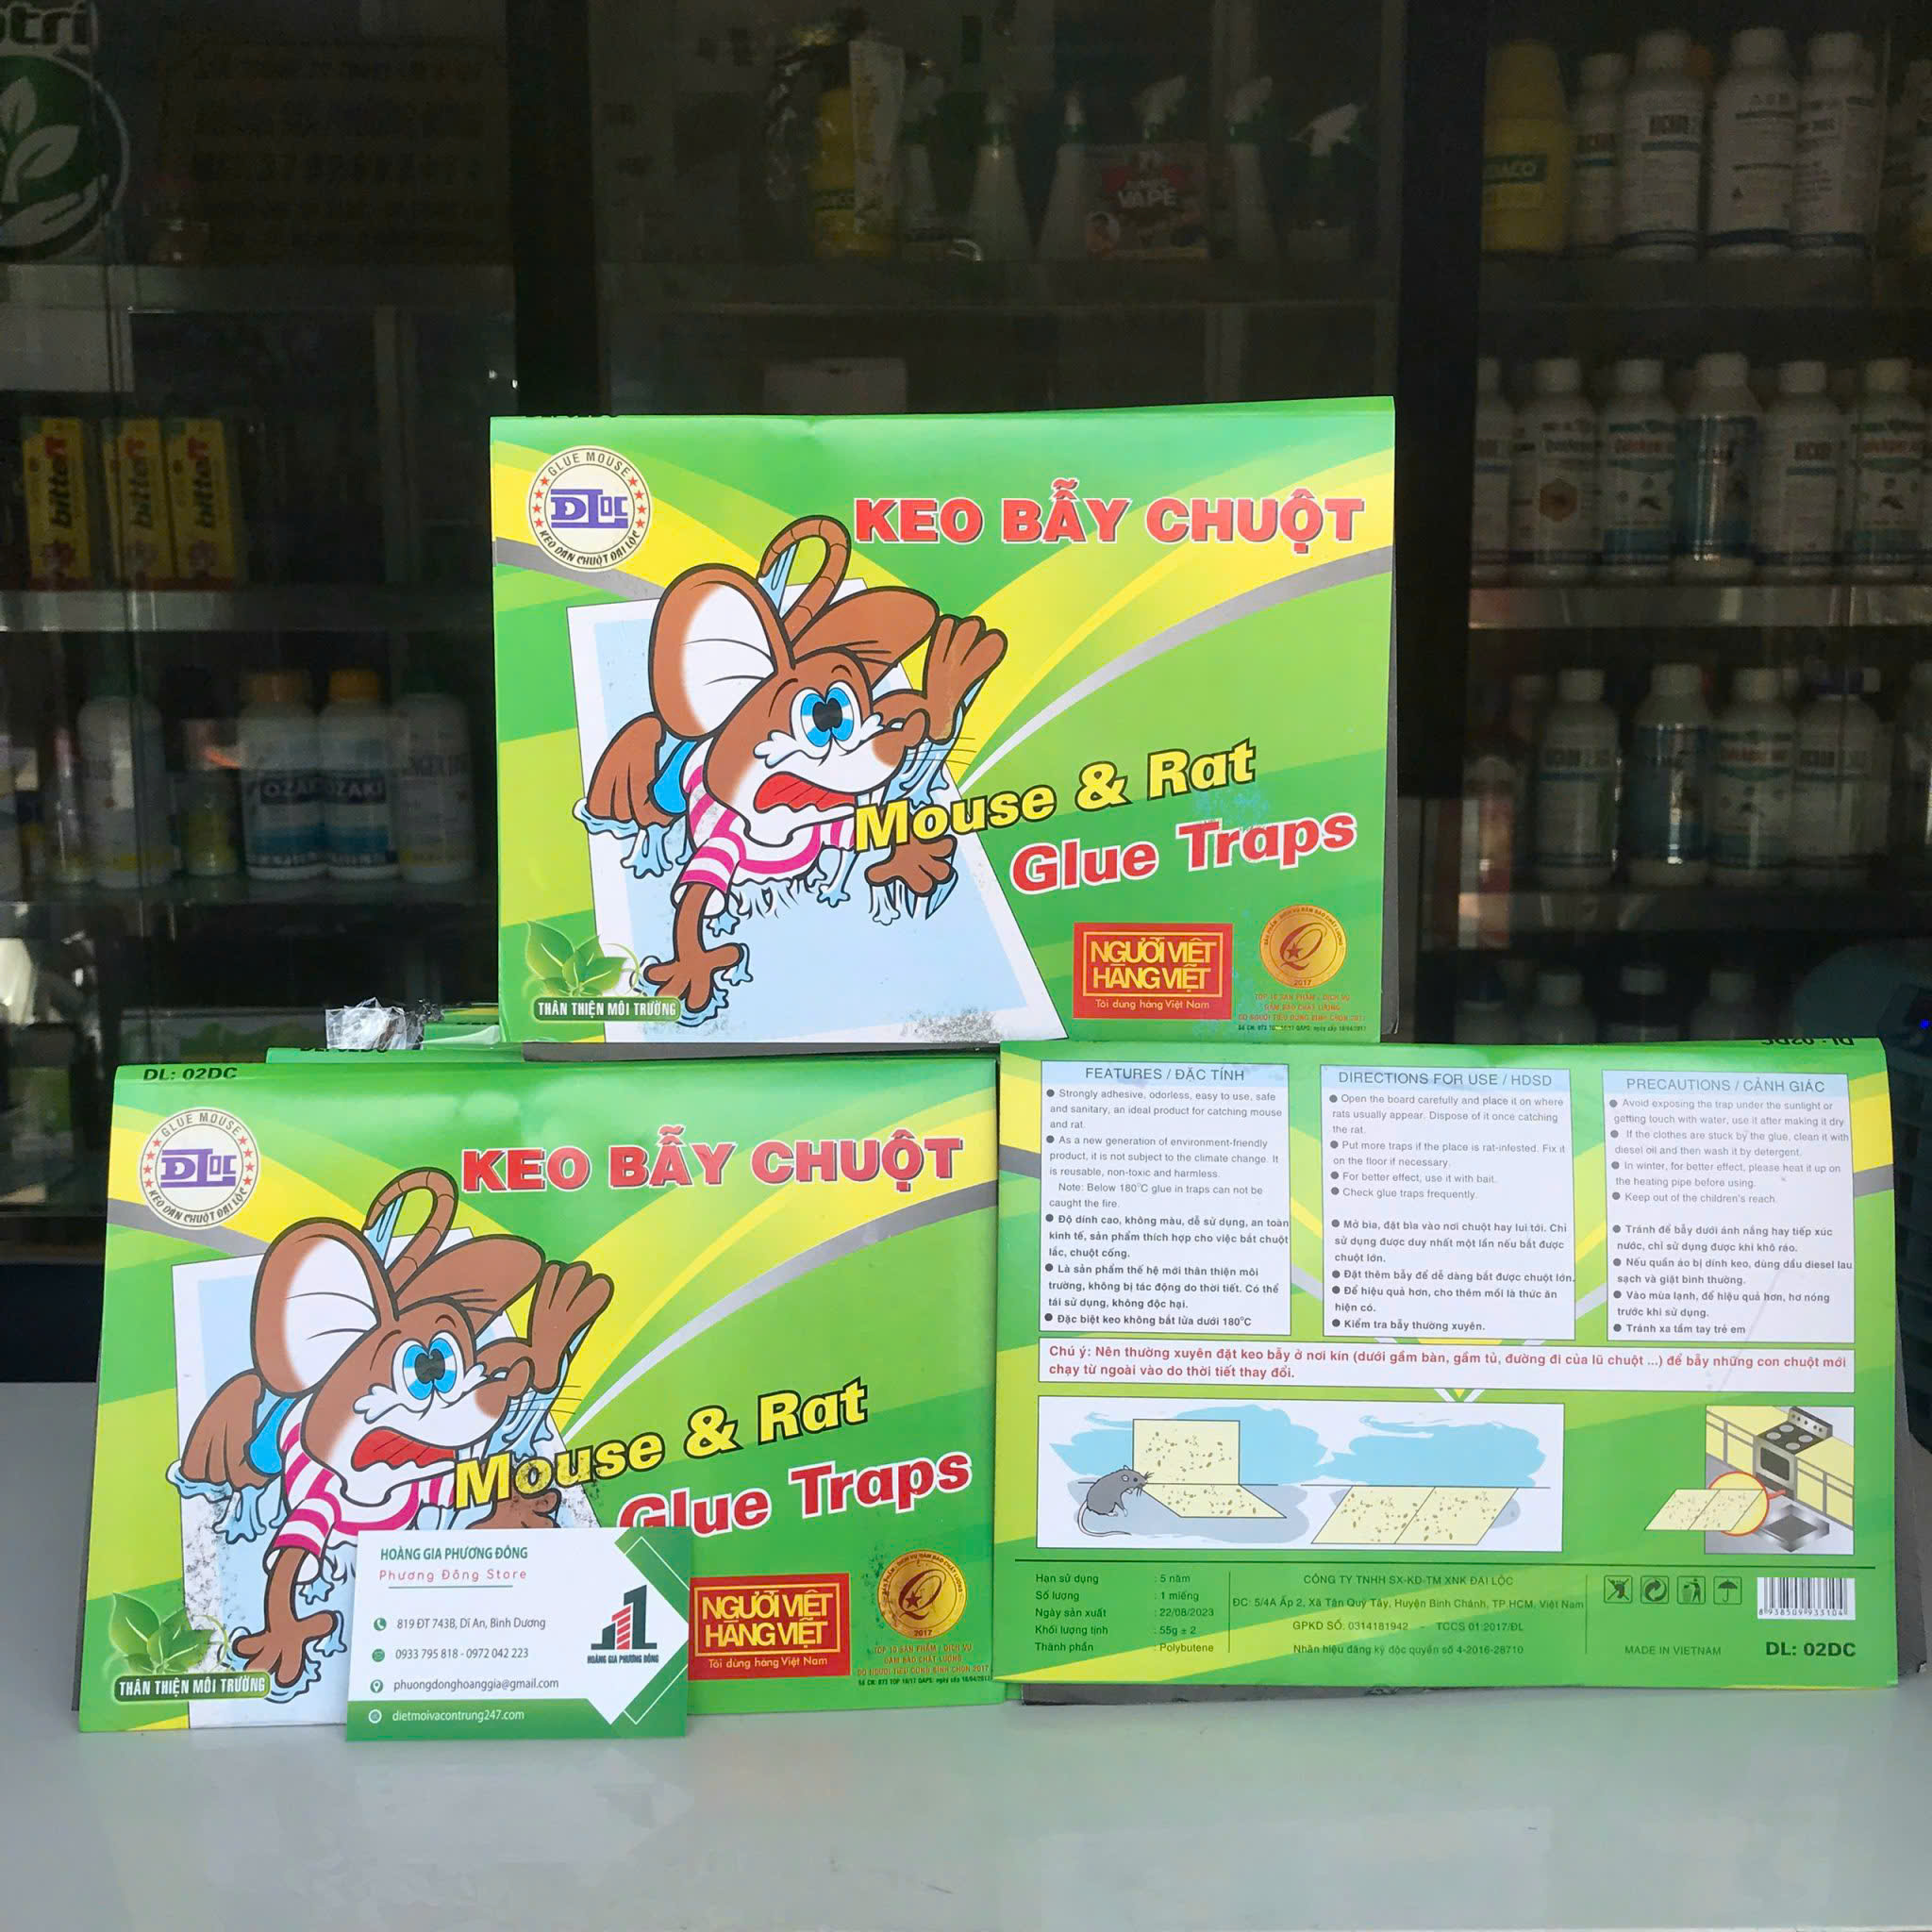 GLUE MOUSE
ĐLOC
KEO DÁN CHUỘT ĐẠI LỘC
KEO BẪY CHUỘT
Mouse & Rat
Glue Traps
THÂN THIỆN MÔI TRƯỜNG
NGƯỜI VIỆT
HÀNG VIỆT
Tôi dùng hàng Việt Nam
2017
bitten
bitten
bitten
OZAKI
VAPE
DL: 02DC
GLUE MOUSE
ĐLOC
KEO DÁN CHUỘT ĐẠI LỘC
KEO BẪY CHUỘT
Mouse & Rat
Glue Traps
THÂN THIỆN MÔI TRƯỜNG
NGƯỜI VIỆT
HÀNG VIỆT
Tôi dùng hàng Việt Nam
2017
HOÀNG GIA PHƯƠNG ĐÔNG
Phương Đông Store
819 ĐT 743B, Dĩ An, Bình Dương
0933 795 818 - 0972 042 223
phuongdonghoanggia@gmail.com
dietmoivacontrung247.com
HOÀNG GIA PHƯƠNG ĐÔNG
FEATURES / ĐẶC TÍNH
● Strongly adhesive, odorless, easy to use, safe
and sanitary, an ideal product for catching mouse
and rat.
● As a new generation of environment-friendly
product, it is not subject to the climate change. It
is reusable, non-toxic and harmless.
Note: Below 180°C glue in traps can not be
caught the fire.
● Độ dính cao, không màu, dễ sử dụng, an toàn
kinh tế, sản phẩm thích hợp cho việc bắt chuột
lắc, chuột cống.
● Là sản phẩm thế hệ mới thân thiện môi
trường, không bị tác động do thời tiết. Có thể
tái sử dụng, không độc hại.
● Đặc biệt keo không bắt lửa dưới 180°C
DIRECTIONS FOR USE / HDSD
● Open the board carefully and place it on where
rats usually appear. Dispose of it once catching
the rat.
● Put more traps if the place is rat-infested. Fix it
on the floor if necessary.
● For better effect, use it with bait.
● Check glue traps frequently.
● Mở bìa, đặt bìa vào nơi chuột hay lui tới. Chỉ
sử dụng được duy nhất một lần nếu bắt được
chuột lớn.
● Đặt thêm bẫy để dễ dàng bắt được chuột lớn.
● Để hiệu quả hơn, cho thêm mồi là thức ăn
hiện có.
● Kiểm tra bẫy thường xuyên.
PRECAUTIONS / CẢNH GIÁC
● Avoid exposing the trap under the sunlight or
getting touch with water, use it after making it dry
● If the clothes are stuck by the glue, clean it with
diesel oil and then wash it by detergent.
● In winter, for better effect, please heat it up on
the heating pipe before using.
● Keep out of the children's reach.
● Tránh để bẫy dưới ánh nắng hay tiếp xúc
nước, chỉ sử dụng được khi khô ráo.
● Nếu quần áo bị dính keo, dùng dầu diesel lau
sạch và giặt bình thường.
● Vào mùa lạnh, để hiệu quả hơn, hơ nóng
trước khi sử dụng.
● Tránh xa tầm tay trẻ em
Chú ý: Nên thường xuyên đặt keo bẫy ở nơi kín (dưới gầm bàn, gầm tủ, đường đi của lũ chuột ...) để bẫy những con chuột mới
chạy từ ngoài vào do thời tiết thay đổi.
Hạn sử dụng : 5 năm
Số lượng : 1 miếng
Ngày sản xuất : 22/08/2023
Khối lượng tịnh : 55g ± 2
Thành phần : Polybutene
CÔNG TY TNHH SX-KD-TM XNK ĐẠI LỘC
ĐC: 5/4A Ấp 2, Xã Tân Quý Tây, Huyện Bình Chánh, TP.HCM, Việt Nam
GPKD SỐ: 0314181942 - TCCS 01:2017/ĐL
Nhãn hiệu đăng ký độc quyền số 4-2016-28710
8 938509 933104
MADE IN VIETNAM
DL: 02DC